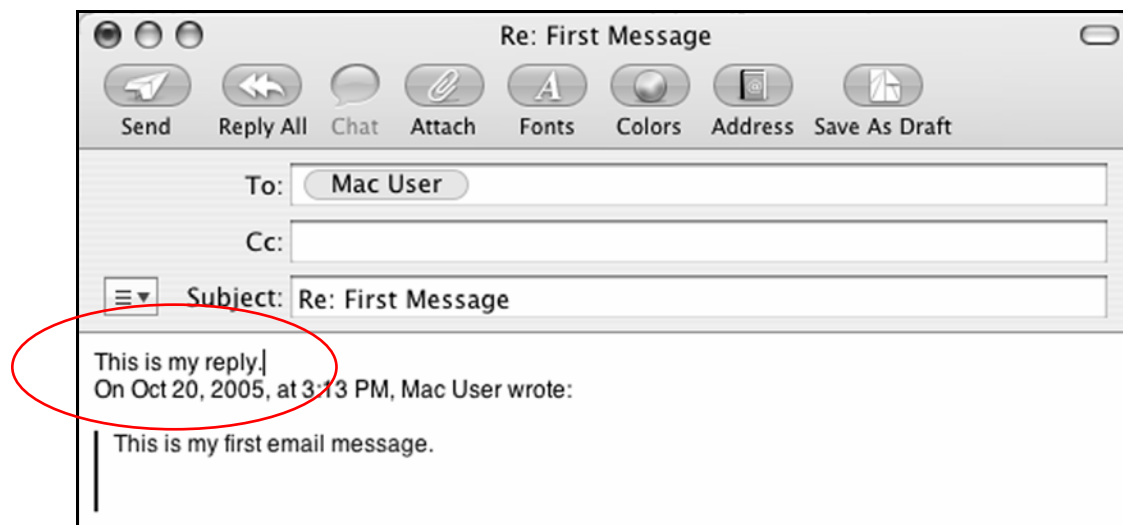 Re: First Message
Send Reply All Chat Attach Fonts Colors Address Save As Draft
To: Mac User
Cc:
Subject: Re: First Message
This is my reply.
On Oct 20, 2005, at 3:13 PM, Mac User wrote:
This is my first email message.